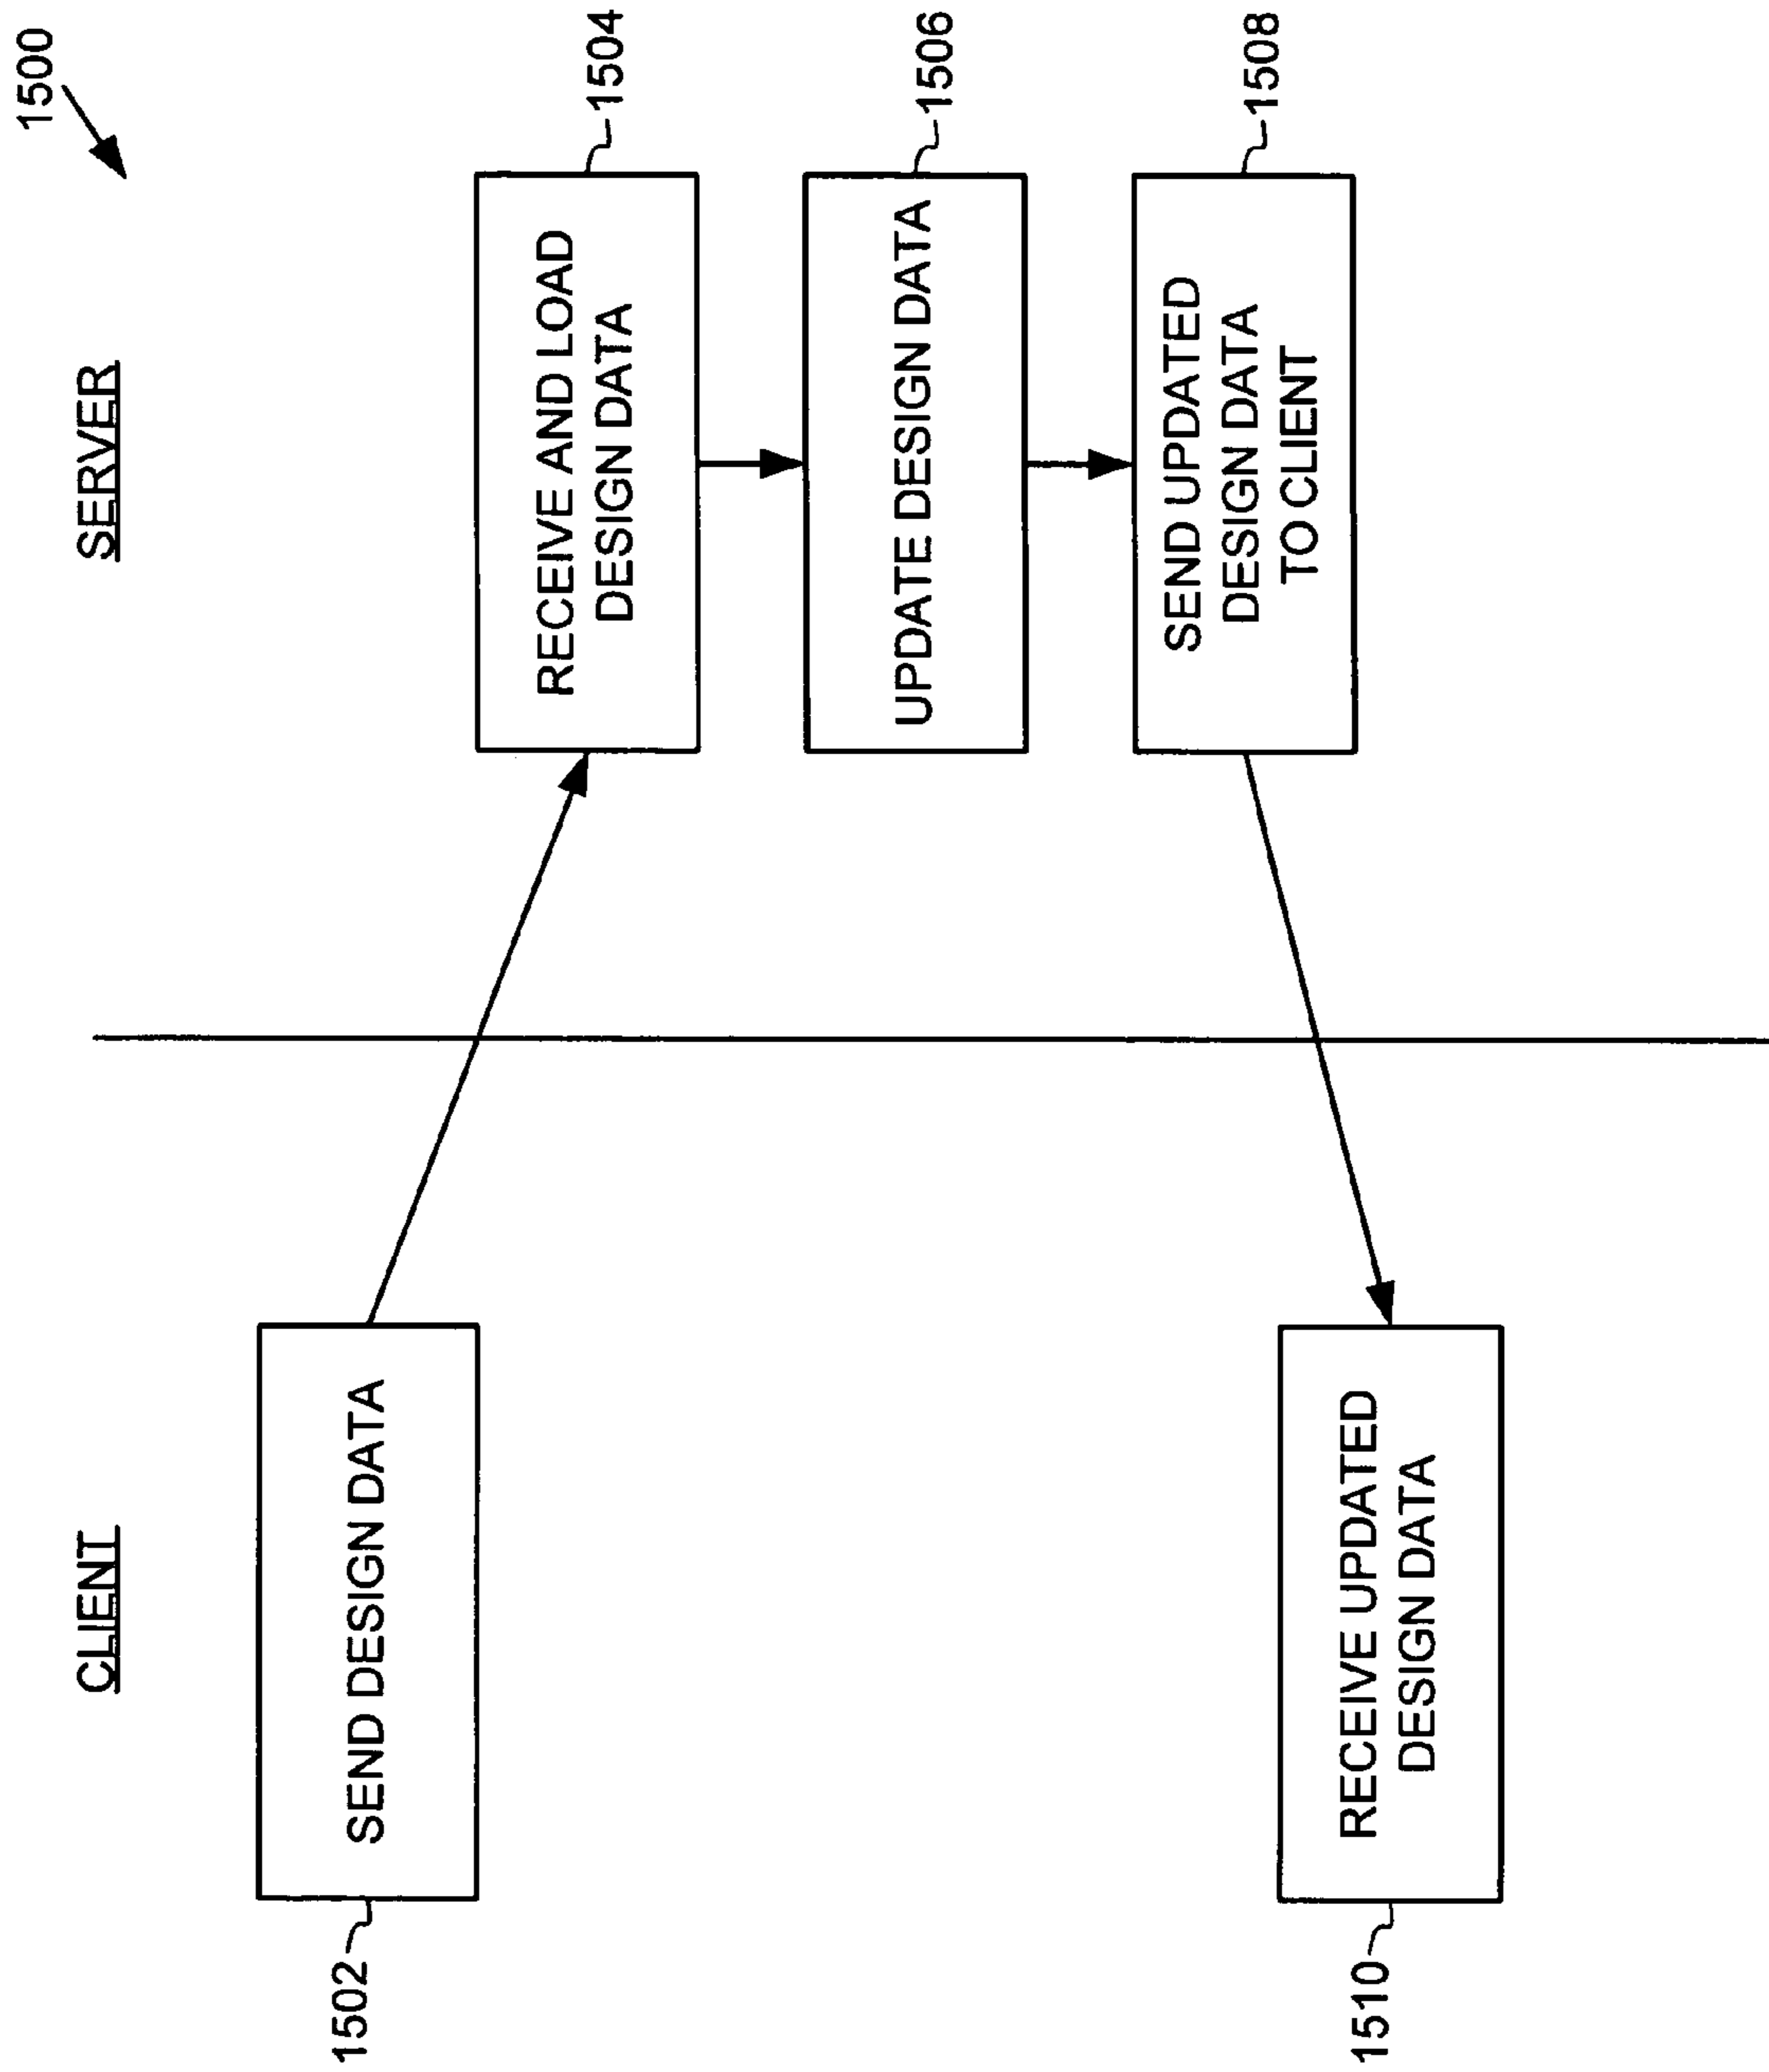 1500
CLIENT
SERVER
1502
SEND DESIGN DATA
RECEIVE AND LOAD
DESIGN DATA
1504
UPDATE DESIGN DATA
1506
SEND UPDATED
DESIGN DATA
TO CLIENT
1508
1510
RECEIVE UPDATED
DESIGN DATA